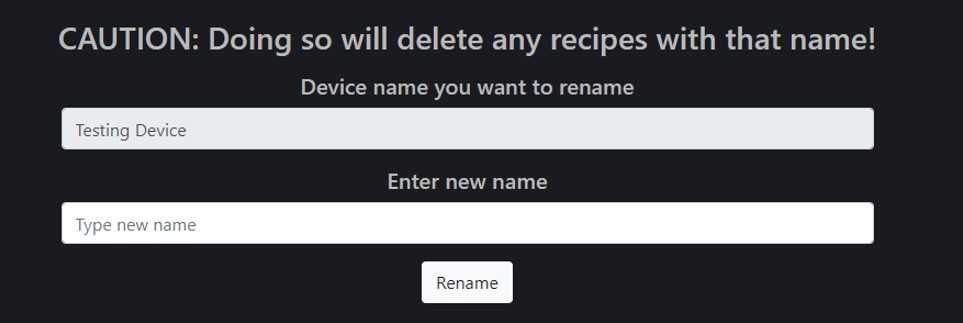 CAUTION: Doing so will delete any recipes with that name!
Device name you want to rename
Testing Device
Enter new name
Type new name
Rename